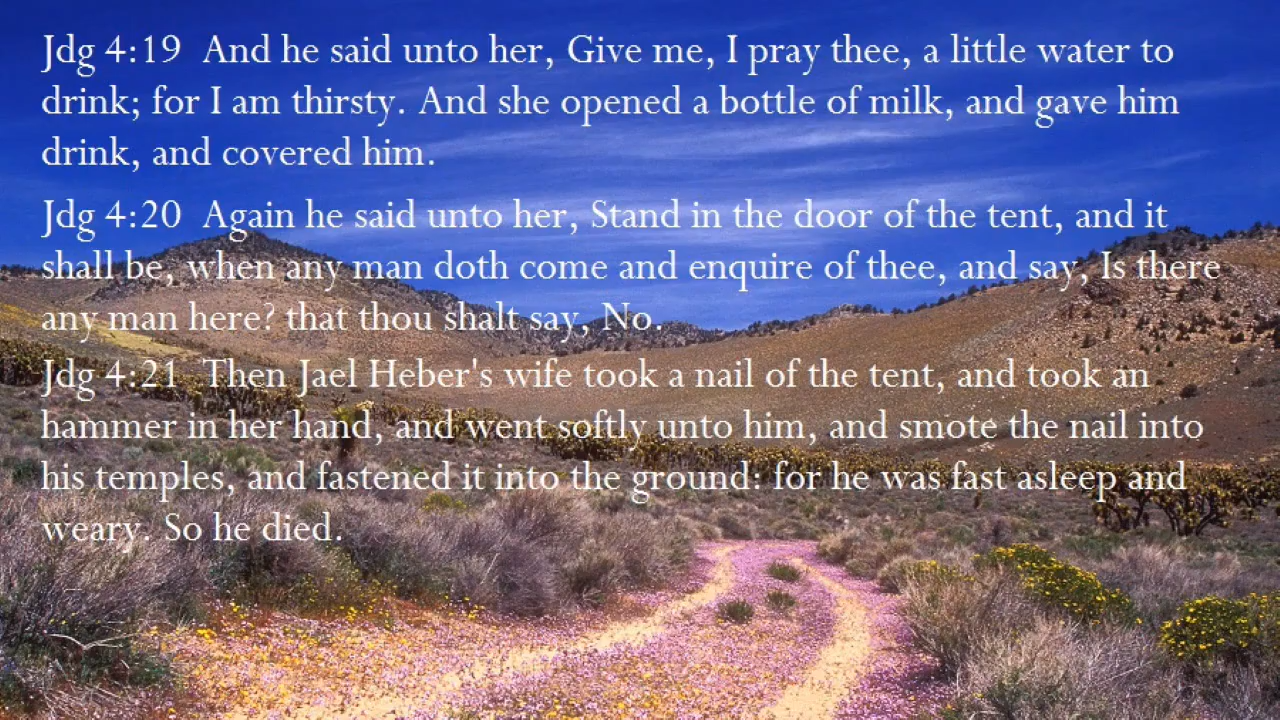 Jdg 4:19 And he said unto her, Give me, I pray thee, a little water to
drink; for I am thirsty. And she opened a bottle of milk, and gave him
drink, and covered him.
Jdg 4:20 Again he said unto her, Stand in the door of the tent, and it
shall be, when any man doth come and enquire of thee, and say, Is there
any man here? that thou shalt say, No.
Jdg 4:21 Then Jael Heber's wife took a nail of the tent, and took an
hammer in her hand, and went softly unto him, and smote the nail into
his temples, and fastened it into the ground: for he was fast asleep and
weary. So he died.